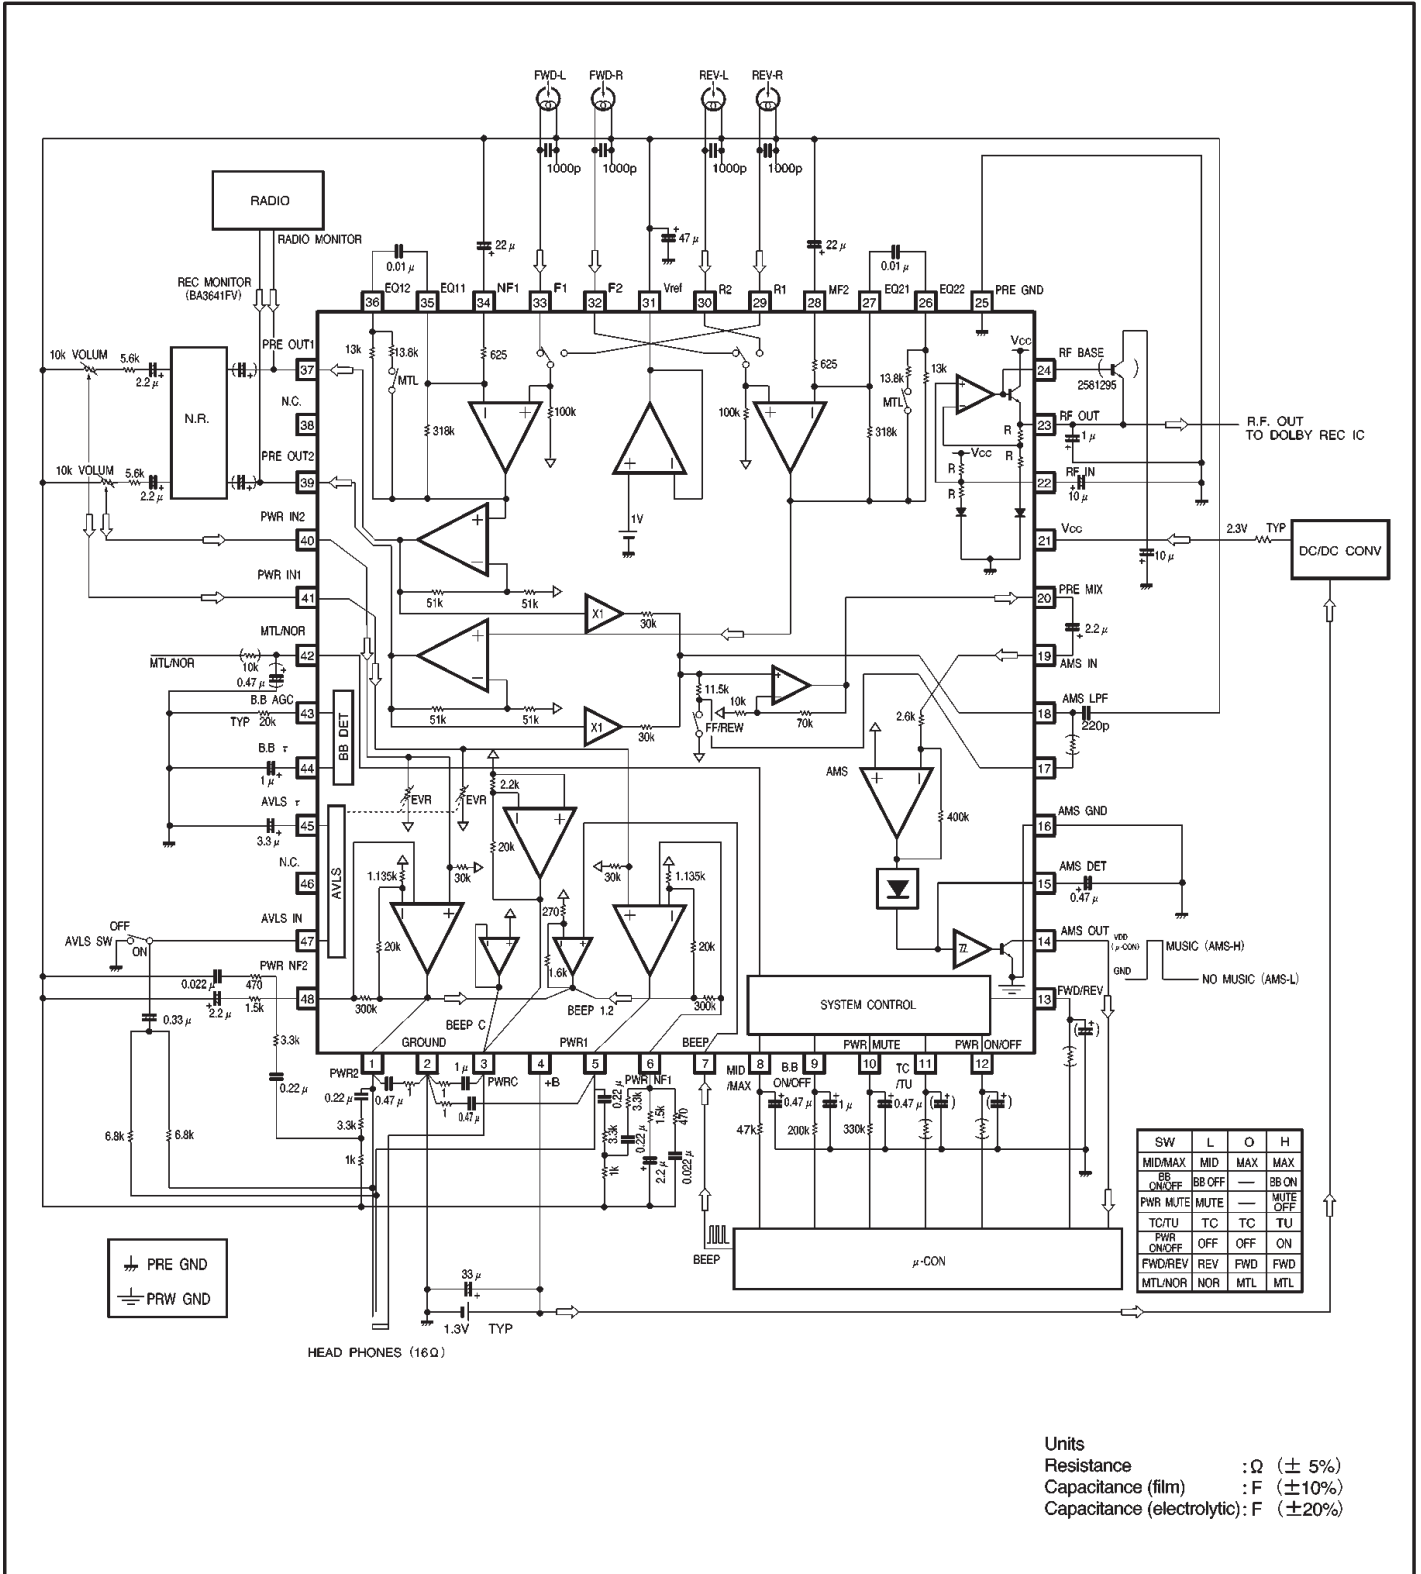 FWD-L FWD-R REV-L REV-R
1000p 1000p 1000p 1000p
RADIO
RADIO MONITOR
REC MONITOR
(BA3641FV)
0.01μ 22μ 47μ 22μ 0.01μ
EQ12 EQ11 NF1 F1 F2 Vref R2 R1 MF2 EQ21 EQ22 PRE GND
36 35 34 33 32 31 30 29 28 27 26 25
10k VOLUM 5.6k 2.2μ
N.R.
PRE OUT1
37
N.C.
38
PRE OUT2
39
10k VOLUM 5.6k 2.2μ
13k 13.8k MTL 318k 625 100k
1V
100k 625 318k 13.8k MTL 13k
Vcc
24 RF BASE
2581295
23 RF OUT
1μ
R.F. OUT
TO DOLBY REC IC
R R Vcc R R
22 RF IN
10μ
21 Vcc
2.3V TYP
DC/DC CONV
10μ
PWR IN2
40
PWR IN1
41
51k 51k X1 30k
20 PRE MIX
2.2μ
19 AMS IN
MTL/NOR
MTL/NOR (10k) 42
0.47μ
B.B AGC
TYP 20k 43
BB DET
B.B τ
1μ 44
51k 51k X1 30k
11.5k FF/REW 10k 70k
2.6k
18 AMS LPF
220p
17
AMS
400k
AVLS τ
3.3μ 45
AVLS
EVR EVR
2.2k 20k
16 AMS GND
N.C.
46
1.135k 30k 270 30k 1.135k
15 AMS DET
0.47μ
AVLS IN
OFF
AVLS SW ON 47
20k 1.6k 20k
14 AMS OUT
VDD
(μ-CON)
GND
MUSIC (AMS-H)
NO MUSIC (AMS-L)
PWR NF2
0.022μ 470
2.2μ 1.5k 48
300k BEEP C BEEP 1.2 300k
SYSTEM CONTROL
13 FWD/REV
0.33μ
3.3k
0.22μ
GROUND PWR1 BEEP PWR MUTE PWR ON/OFF
1 2 3 4 5 6 7 8 9 10 11 12
PWR2 PWRC +B PWR NF1
MID
/MAX
B.B
ON/OFF
TC
/TU
0.22μ 3.3k 1k
0.47μ 1 1μ 1 1 0.47μ
0.22μ 3.3k 1k 3.3k 0.22μ 1.5k 2.2μ 470 0.022μ
47k 0.47μ 200k 1μ 330k 0.47μ
6.8k 6.8k
BEEP
μ-CON
SW L O H
MID/MAX MID MAX MAX
BB ON/OFF BB OFF — BB ON
PWR MUTE MUTE — MUTE OFF
TC/TU TC TC TU
PWR ON/OFF OFF OFF ON
FWD/REV REV FWD FWD
MTL/NOR NOR MTL MTL
PRE GND
PRW GND
33μ
1.3V TYP
HEAD PHONES (16Ω)
Units
Resistance :Ω (± 5%)
Capacitance (film) :F (±10%)
Capacitance (electrolytic):F (±20%)